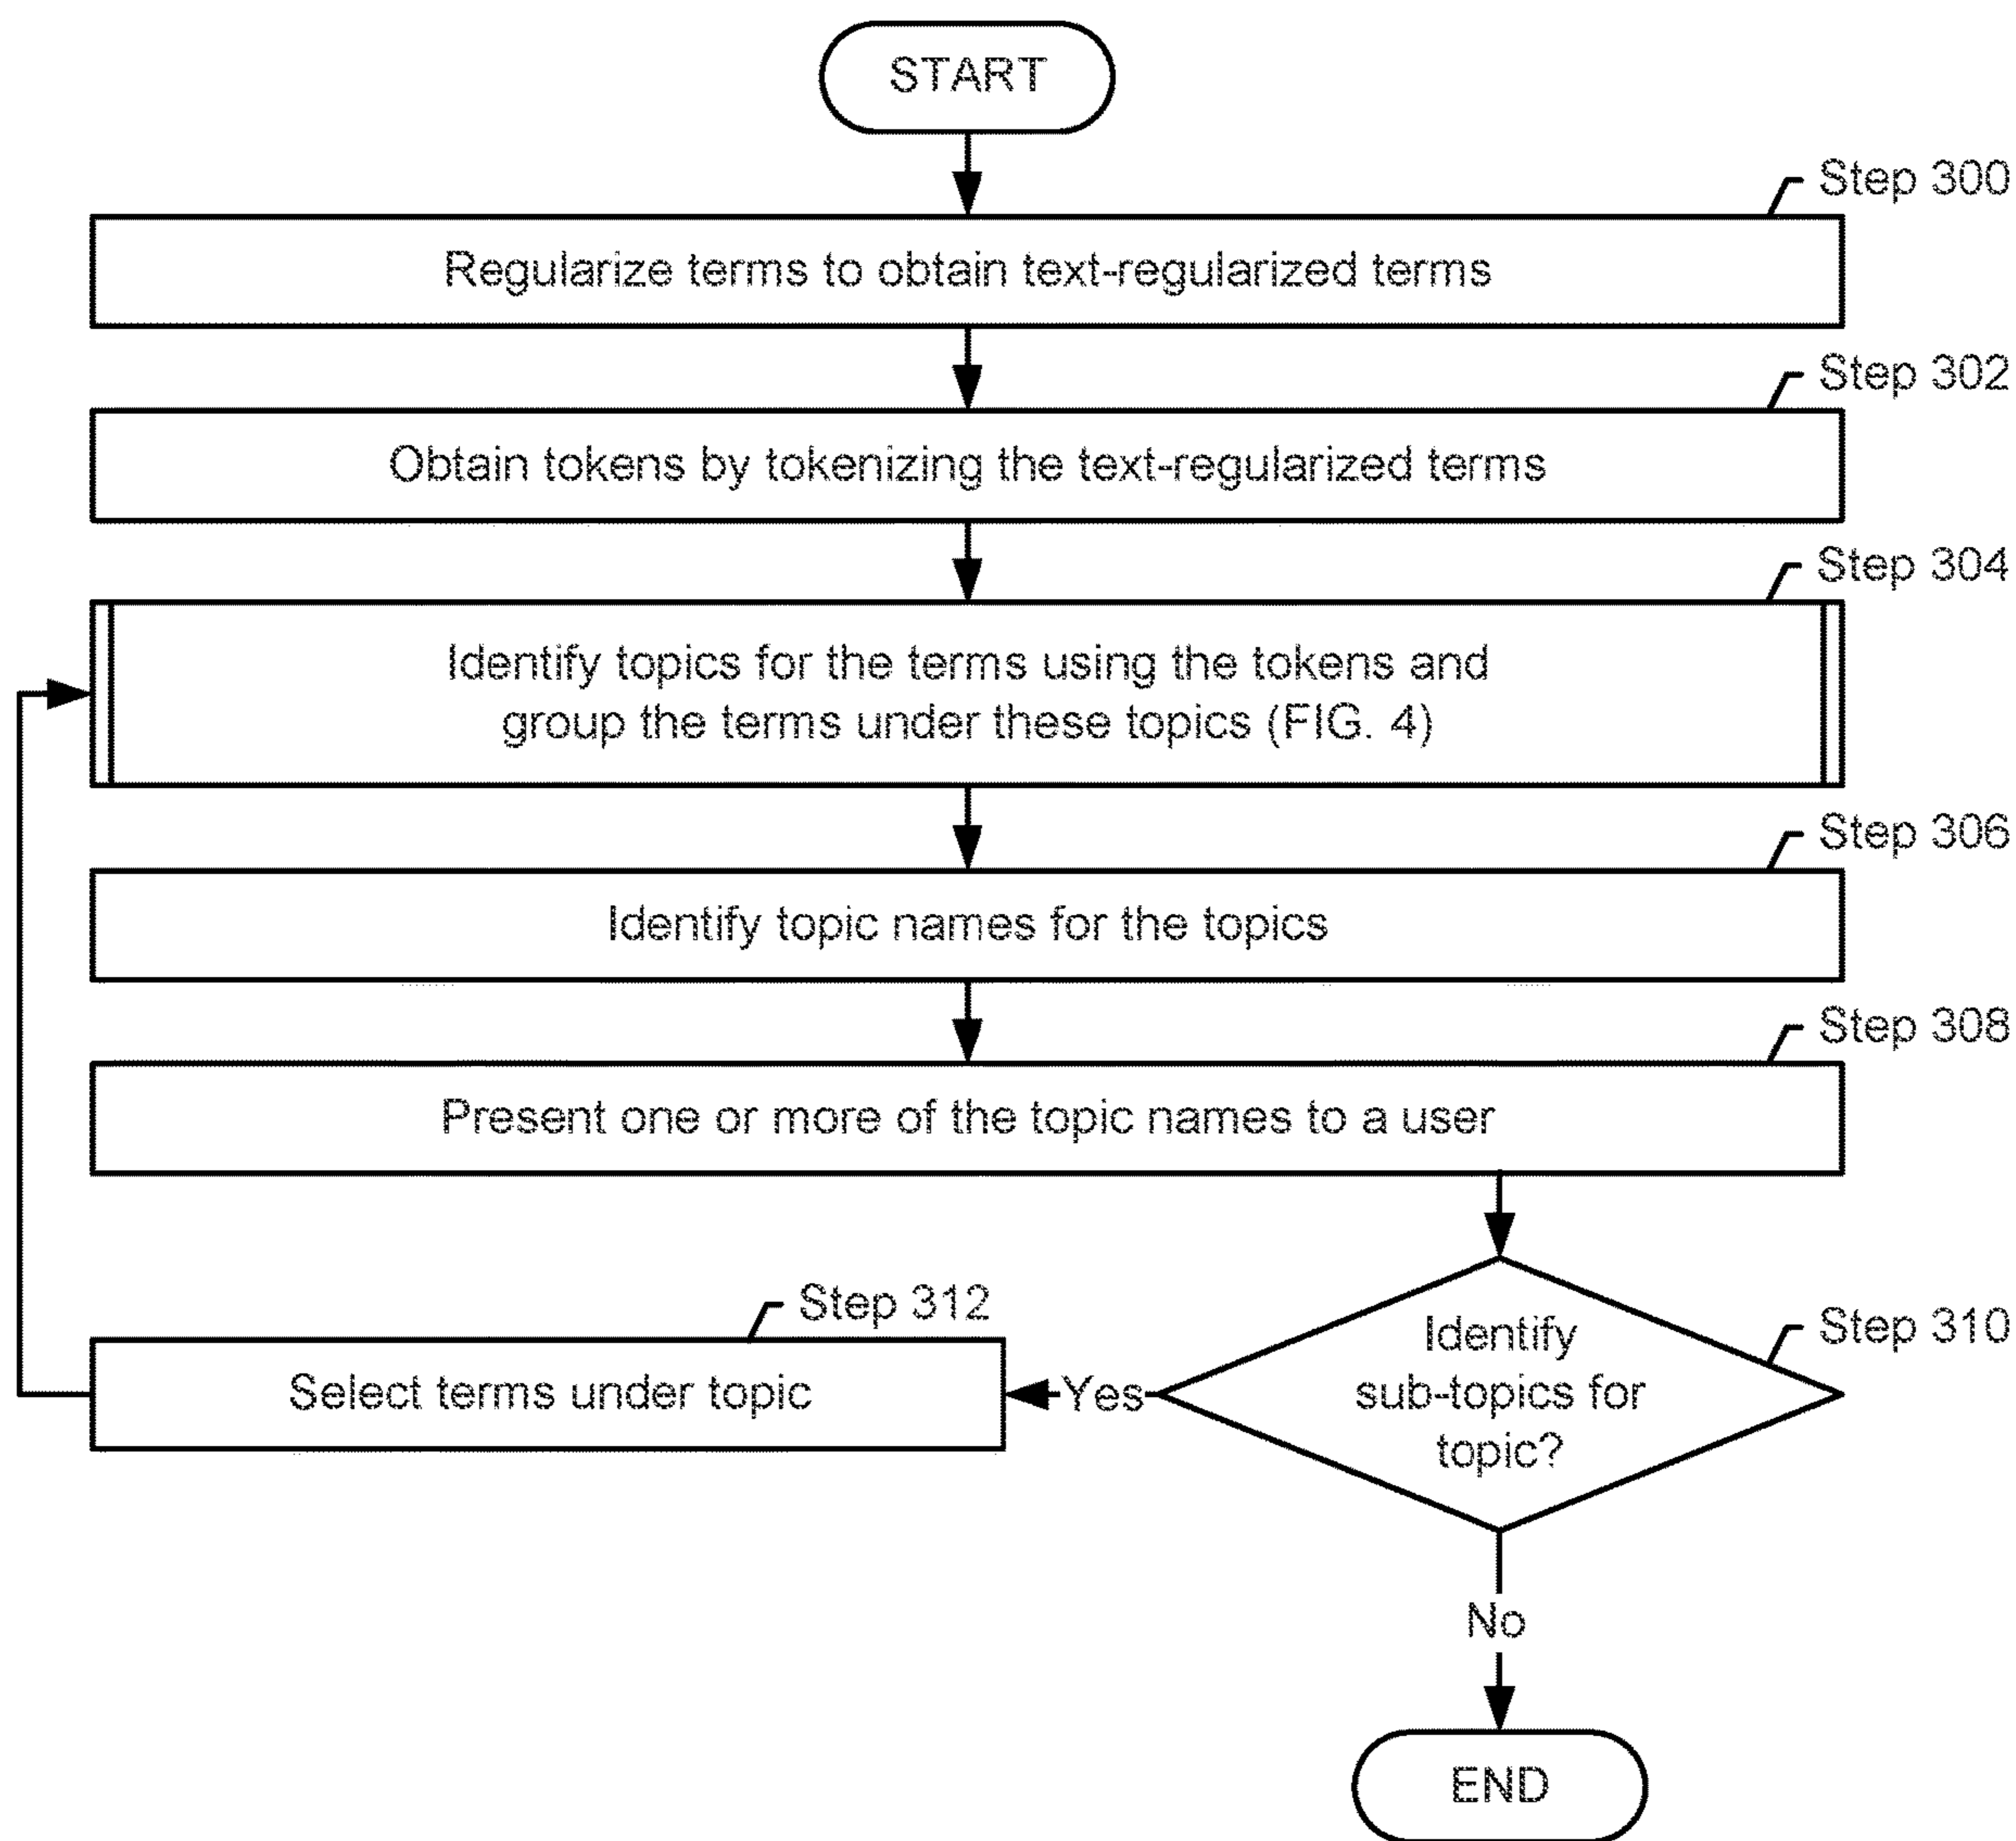 START
Step 300
Regularize terms to obtain text-regularized terms
Step 302
Obtain tokens by tokenizing the text-regularized terms
Step 304
Identify topics for the terms using the tokens and
group the terms under these topics (FIG. 4)
Step 306
Identify topic names for the topics
Step 308
Present one or more of the topic names to a user
Step 312
Select terms under topic
Yes
Step 310
Identify
sub-topics for
topic?
No
END